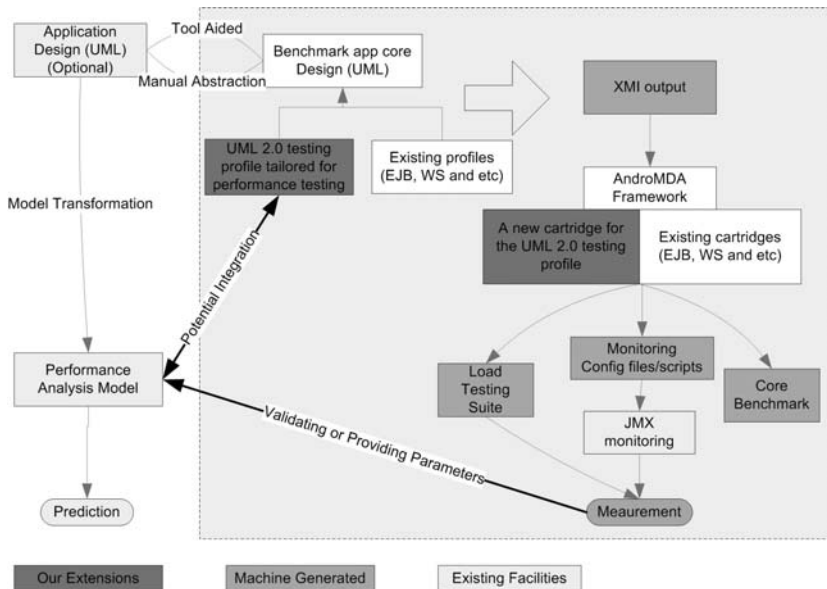 Application
Design (UML)
(Optional)
Tool Aided
Manual Abstraction
Benchmark app core
Design (UML)
XMI output
UML 2.0 testing
profile tailored for
performance testing
Existing profiles
(EJB, WS and etc)
AndroMDA
Framework
A new cartridge for
the UML 2.0 testing
profile
Existing cartridges
(EJB, WS and etc)
Model Transformation
Potential Integration
Performance
Analysis Model
Load
Testing
Suite
Monitoring
Config files/scripts
Core
Benchmark
JMX
monitoring
Validating or Providing Parameters
Prediction
Meaurement
Our Extensions
Machine Generated
Existing Facilities